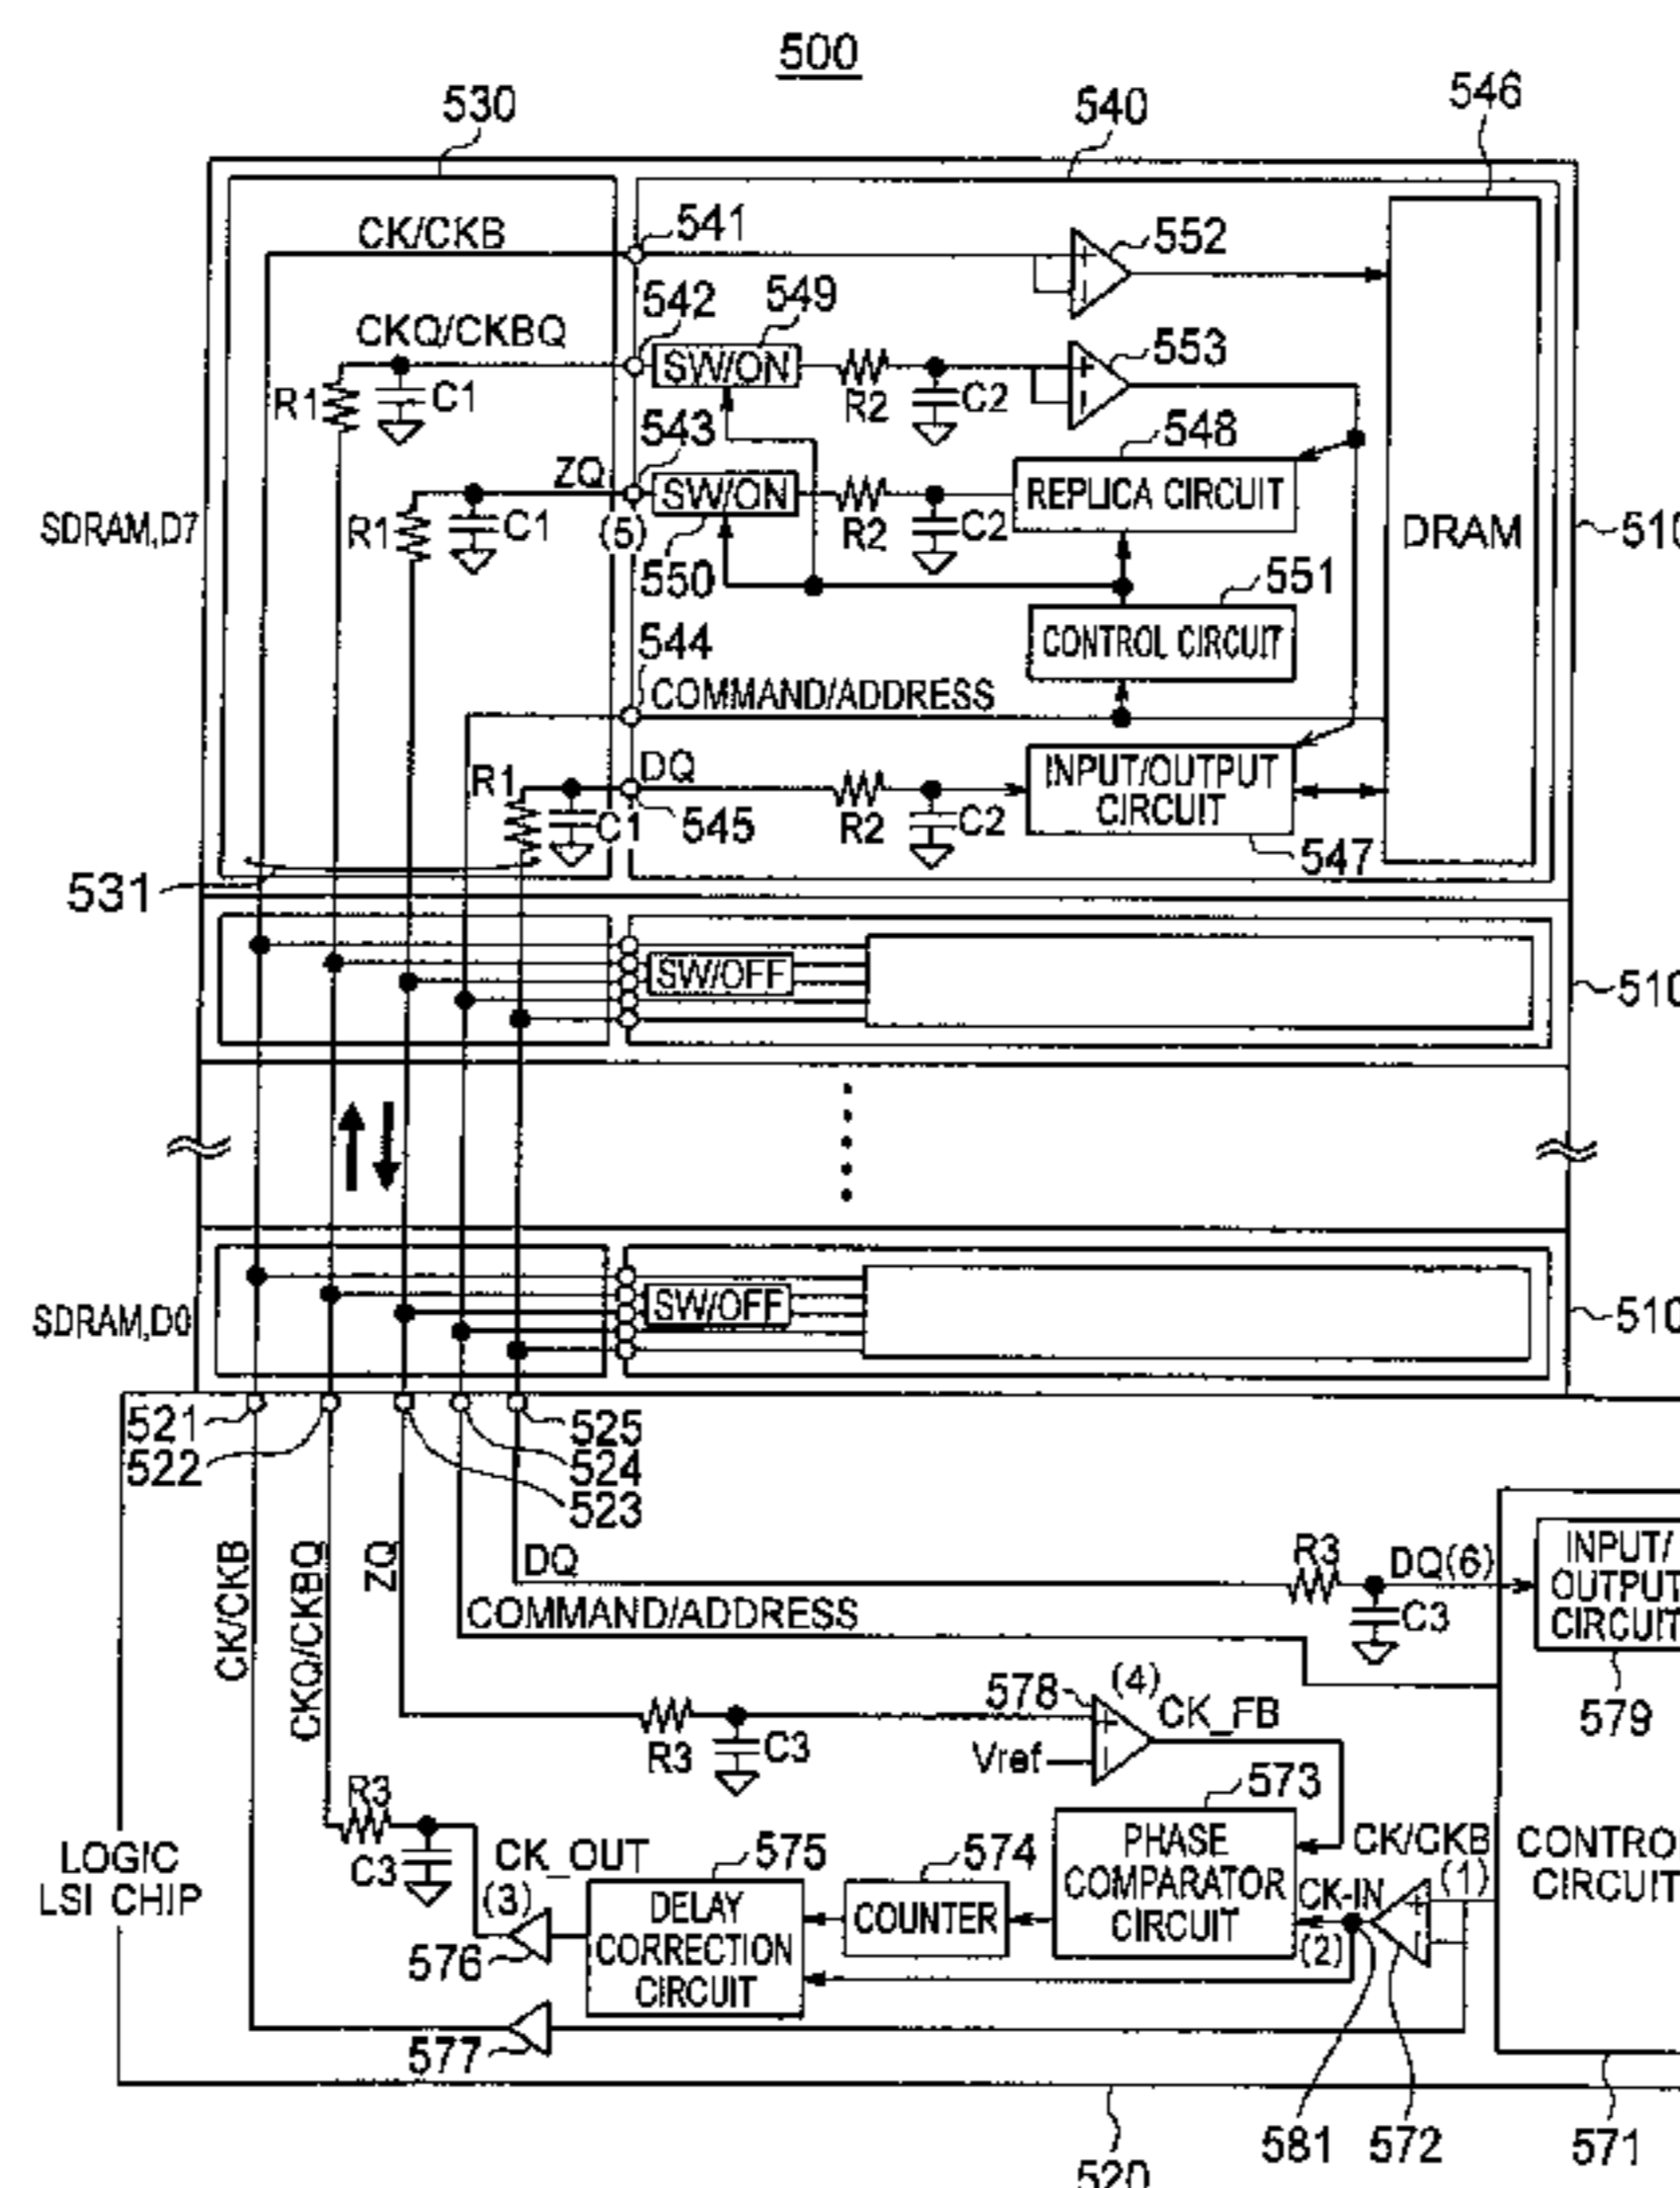 500
530
540
546
CK/CKB
541
552
549
542
CKQ/CKBQ
553
SW/ON
R1
C1
R2
C2
543
548
ZQ
SW/ON
REPLICA CIRCUIT
SDRAM,D7
R1
C1
(5)
R2
C2
DRAM
510
550
551
CONTROL CIRCUIT
544
COMMAND/ADDRESS
R1
DQ
INPUT/OUTPUT
CIRCUIT
C1
545
R2
C2
547
531
SW/OFF
510
SDRAM,D0
SW/OFF
510
521
525
522
524
523
CK/CKB
CKQ/CKBQ
ZQ
DQ
R3
DQ(6)
INPUT/
OUTPUT
CIRCUIT
COMMAND/ADDRESS
C3
578
(4)
CK_FB
579
R3
C3
Vref
573
R3
PHASE
COMPARATOR
CIRCUIT
CK/CKB
(1)
CONTRO
CIRCUIT
LOGIC
LSI CHIP
C3
CK_OUT
(3)
575
574
DELAY
CORRECTION
CIRCUIT
COUNTER
CK-IN
(2)
576
577
581
572
571
520